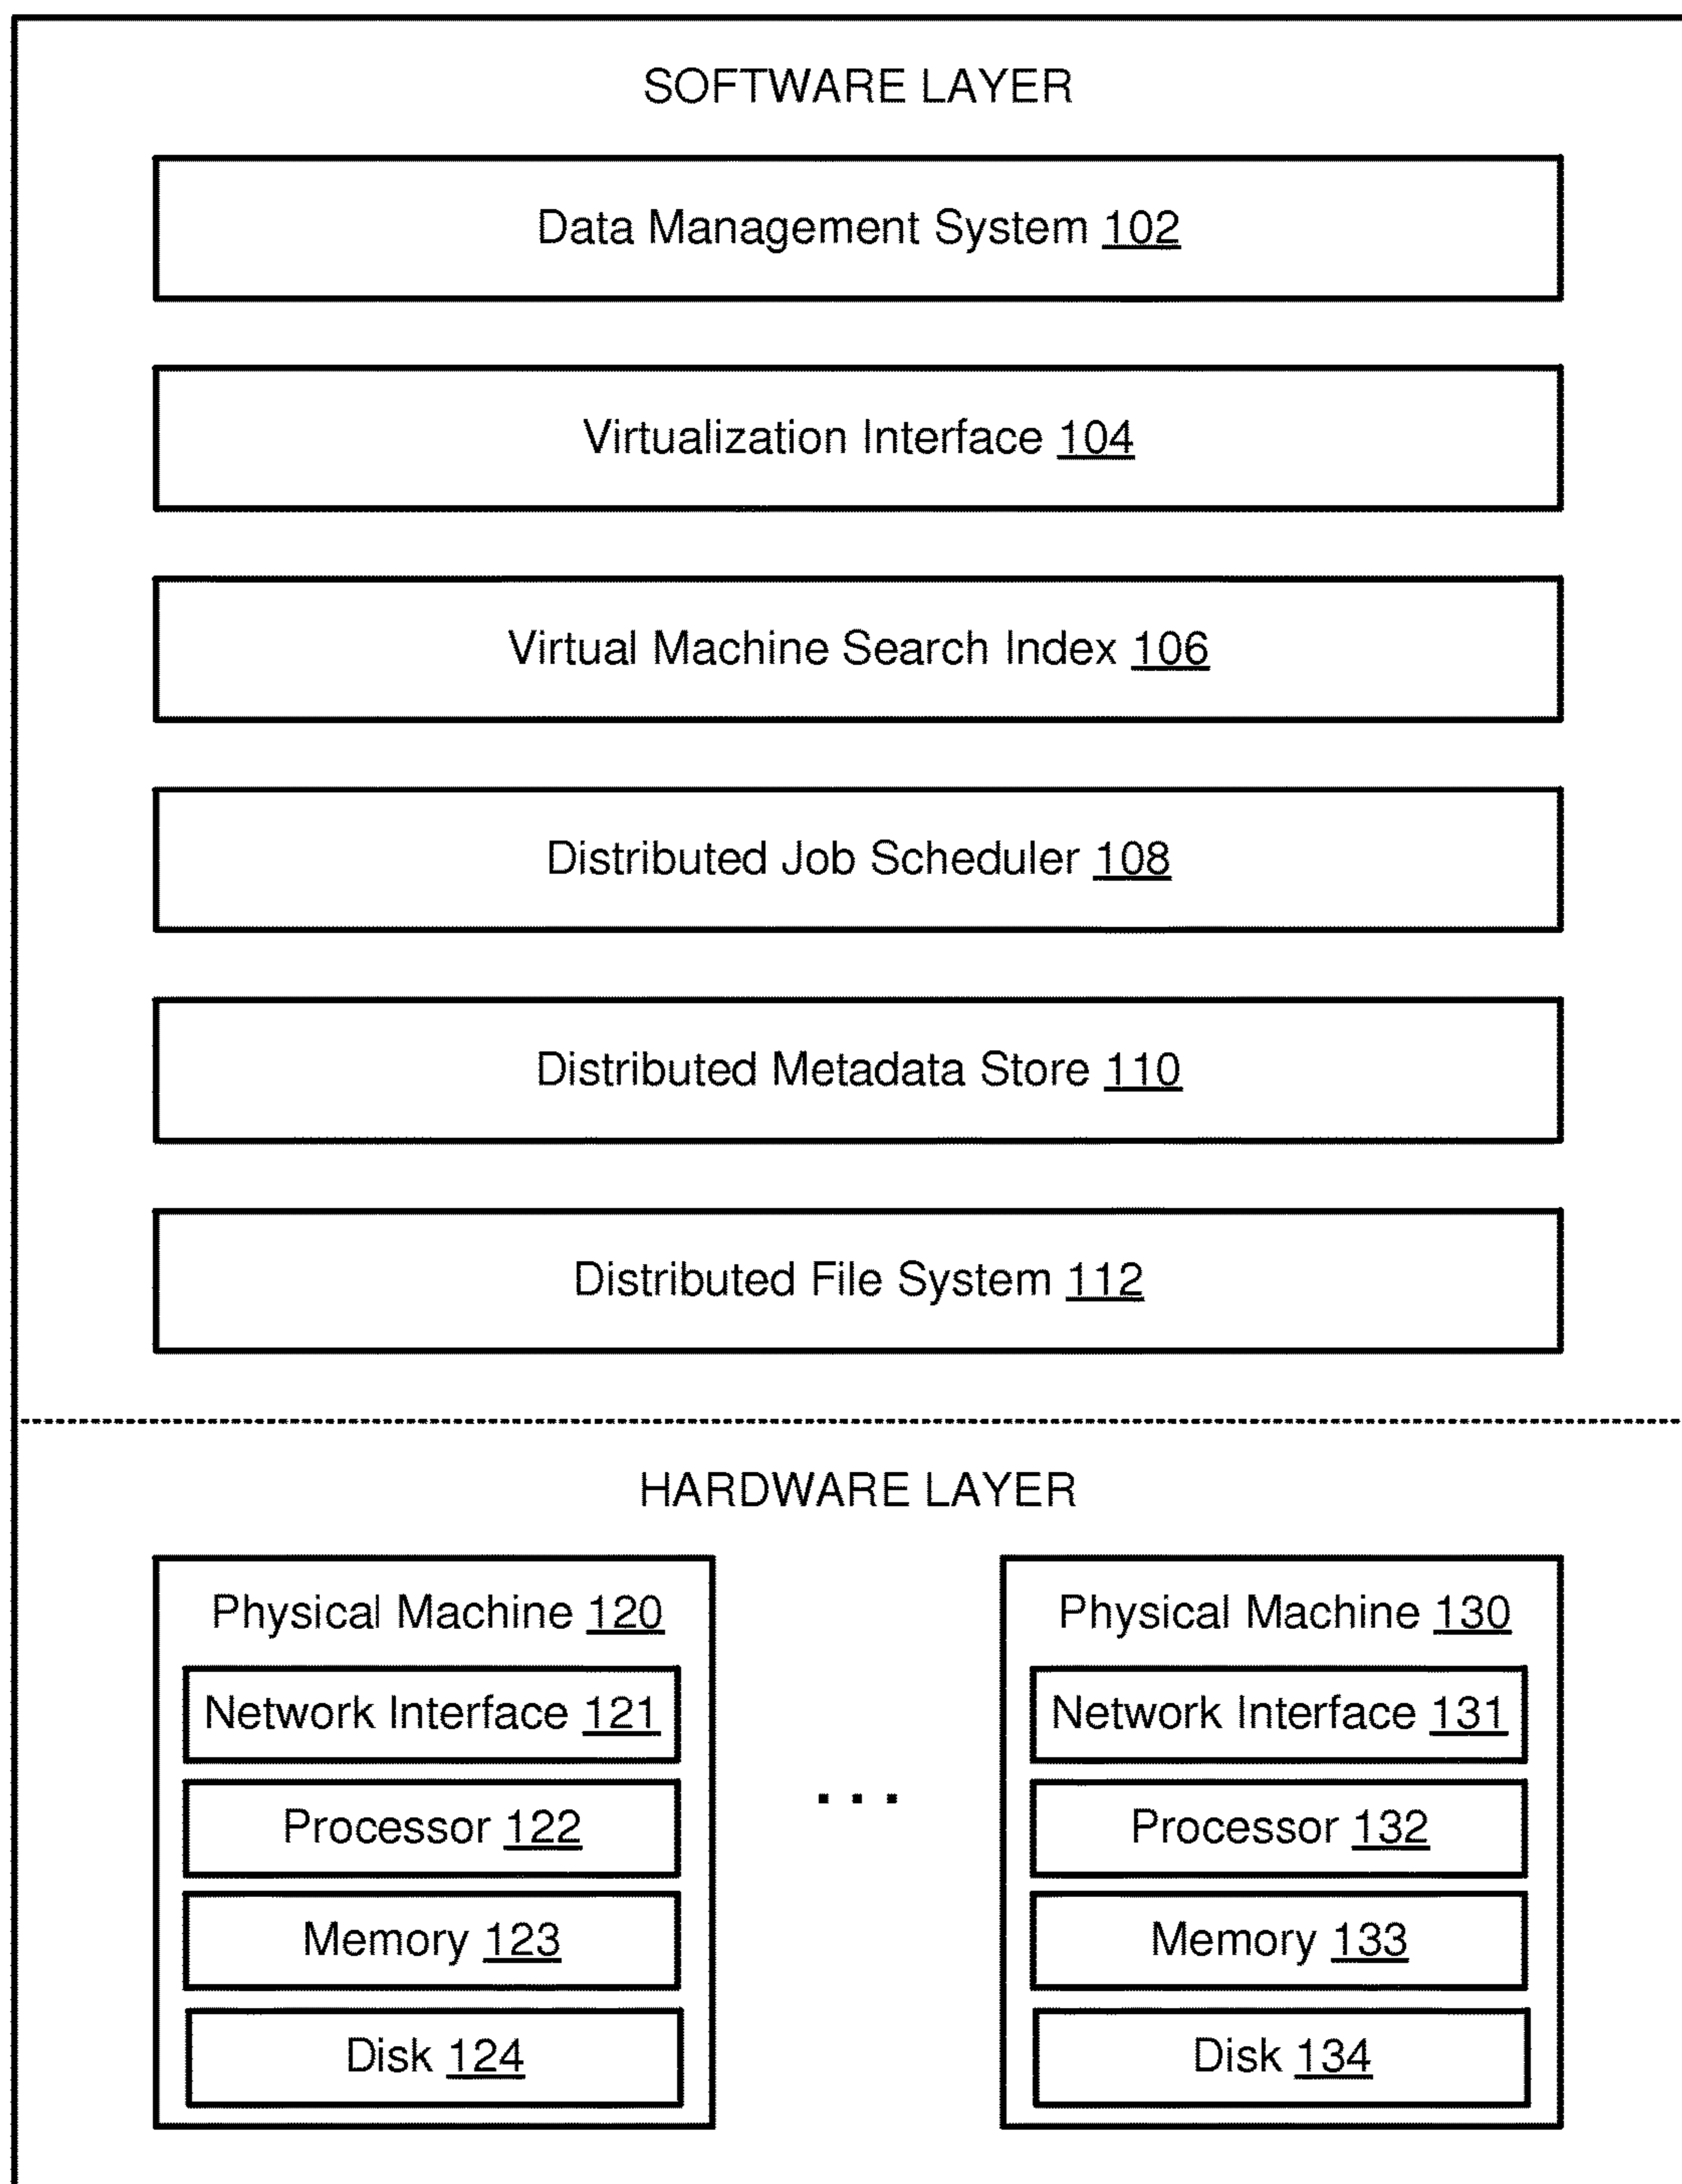 SOFTWARE LAYER
Data Management System 102
Virtualization Interface 104
Virtual Machine Search Index 106
Distributed Job Scheduler 108
Distributed Metadata Store 110
Distributed File System 112
HARDWARE LAYER
Physical Machine 120
Network Interface 121
Processor 122
Memory 123
Disk 124
...
Physical Machine 130
Network Interface 131
Processor 132
Memory 133
Disk 134